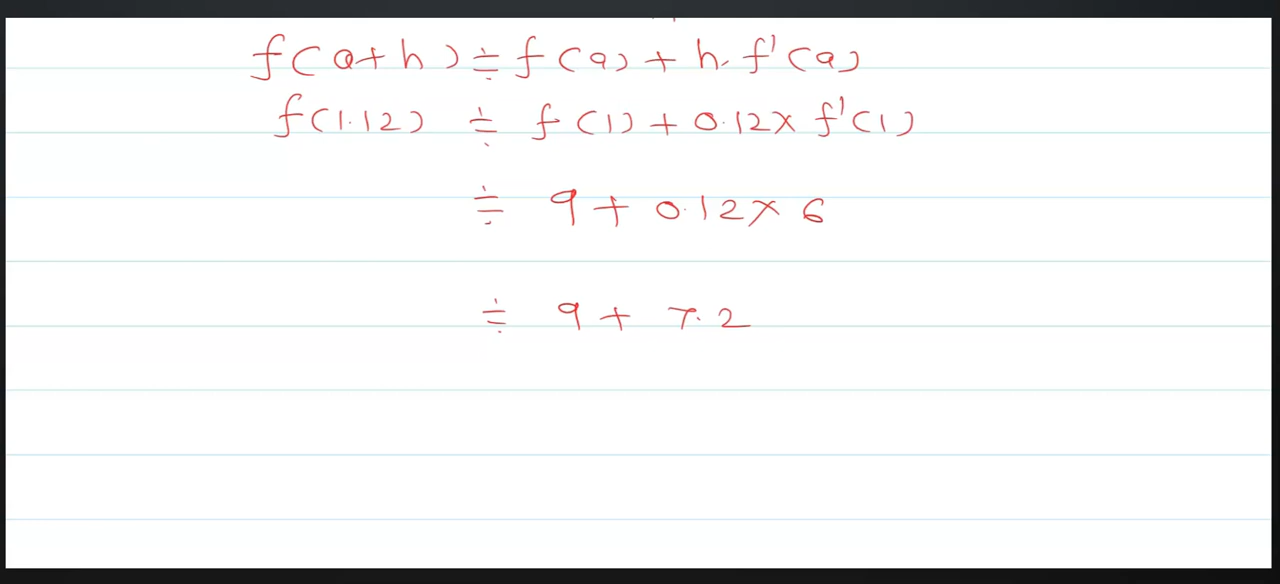 f(a+h) ≑ f(a) + h. f'(a)
f(1.12) ≑ f(1) + 0.12 × f'(1)
≑ 9 + 0.12 × 6
≑ 9 + 7.2